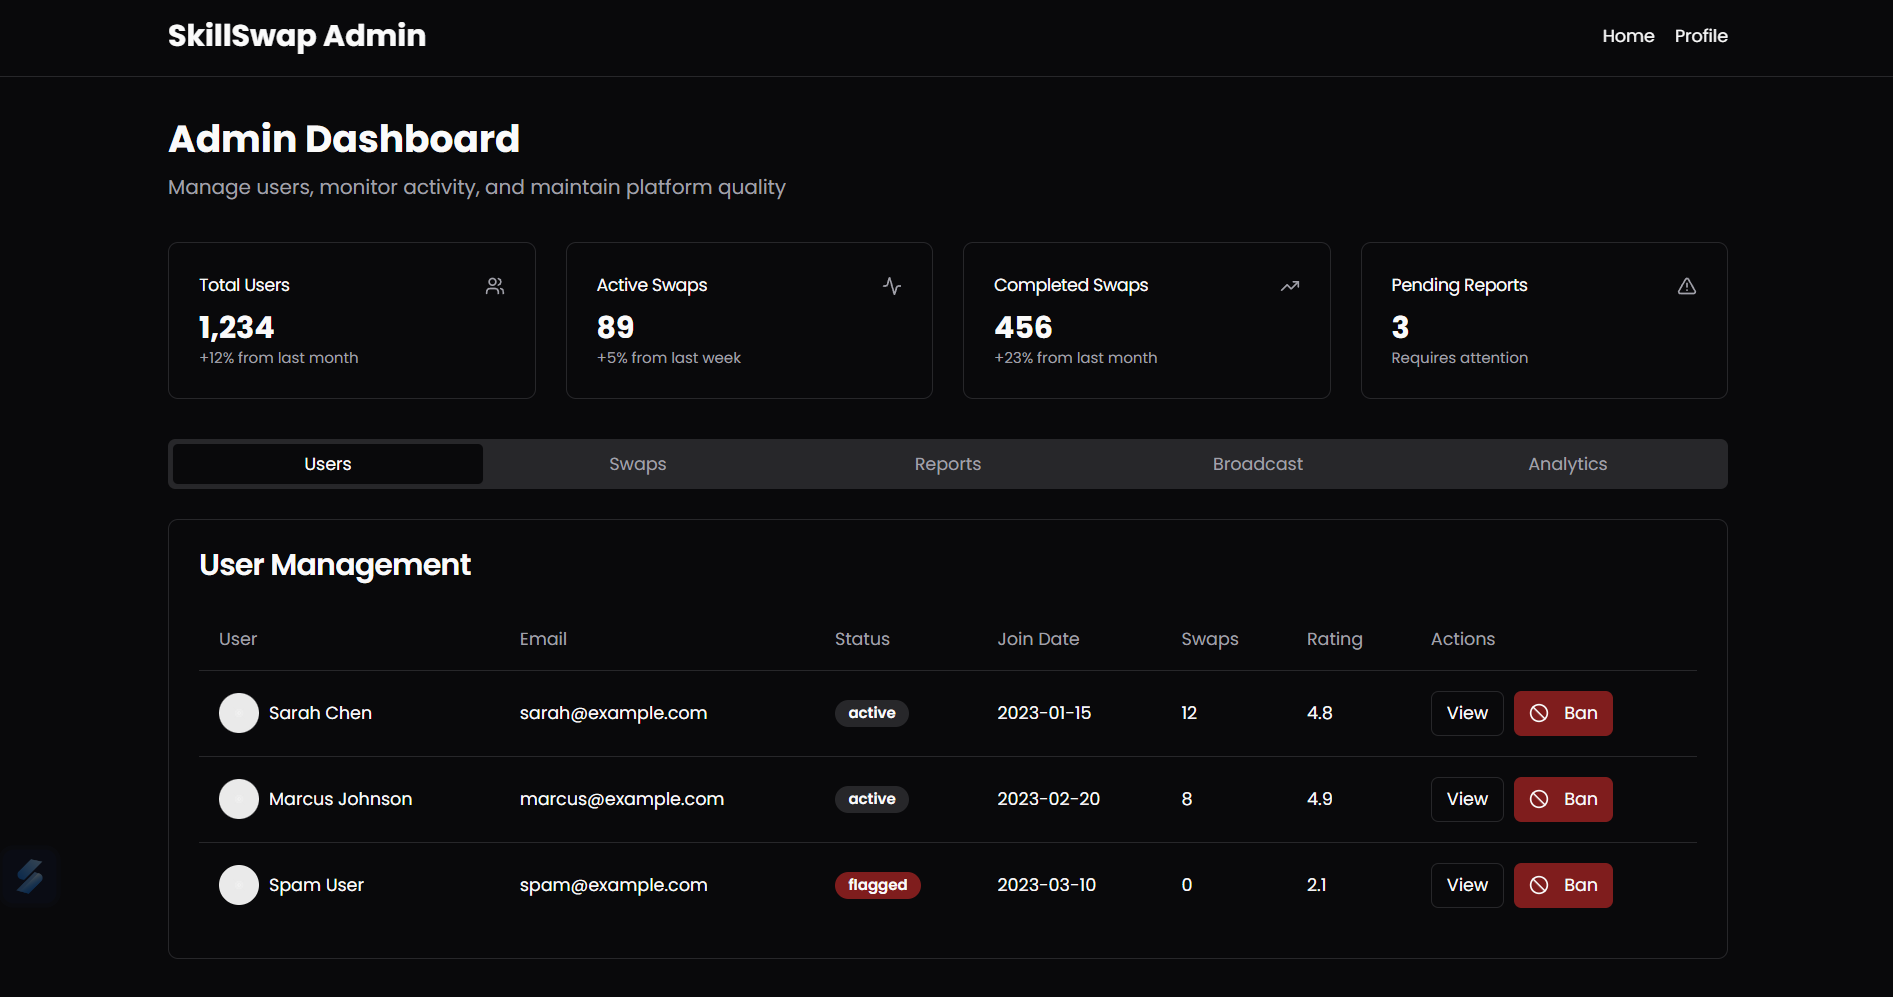 SkillSwap Admin
Home Profile
Admin Dashboard
Manage users, monitor activity, and maintain platform quality
Total Users
1,234
+12% from last month
Active Swaps
89
+5% from last week
Completed Swaps
456
+23% from last month
Pending Reports
3
Requires attention
Users Swaps Reports Broadcast Analytics
User Management
User Email Status Join Date Swaps Rating Actions
Sarah Chen sarah@example.com active 2023-01-15 12 4.8 View Ban
Marcus Johnson marcus@example.com active 2023-02-20 8 4.9 View Ban
Spam User spam@example.com flagged 2023-03-10 0 2.1 View Ban